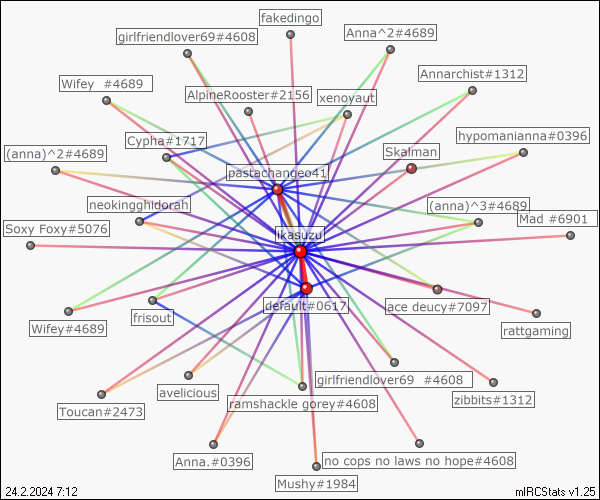 fakedingo
girlfriendlover69#4608
Anna^2#4689
Annarchist#1312
Wifey  #4689
AlpineRooster#2156
xenoyaut
Cypha#1717
Skalman
hypomanianna#0396
(anna)^2#4689
pastachangeo41
neokingghidorah
(anna)^3#4689
Mad #6901
Soxy Foxy#5076
ikasuzu
default#0617
ace deucy#7097
Wifey#4689
frisout
rattgaming
girlfriendlover69  #4608
avelicious
zibbits#1312
Toucan#2473
ramshackle gorey#4608
Anna.#0396
no cops no laws no hope#4608
Mushy#1984
24.2.2024 7:12
mIRCStats v1.25